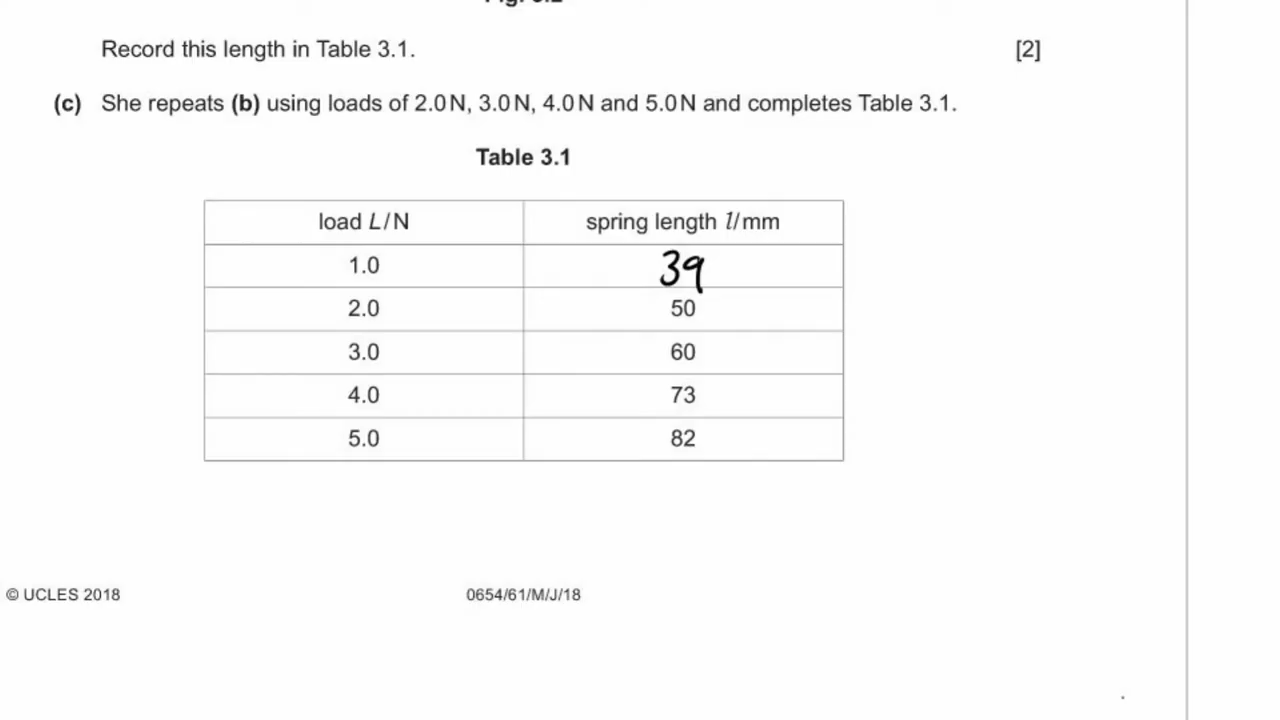 Record this length in Table 3.1. [2]
(c) She repeats (b) using loads of 2.0 N, 3.0 N, 4.0 N and 5.0 N and completes Table 3.1.
Table 3.1
load L/N spring length l/mm
1.0 39
2.0 50
3.0 60
4.0 73
5.0 82
© UCLES 2018 0654/61/M/J/18